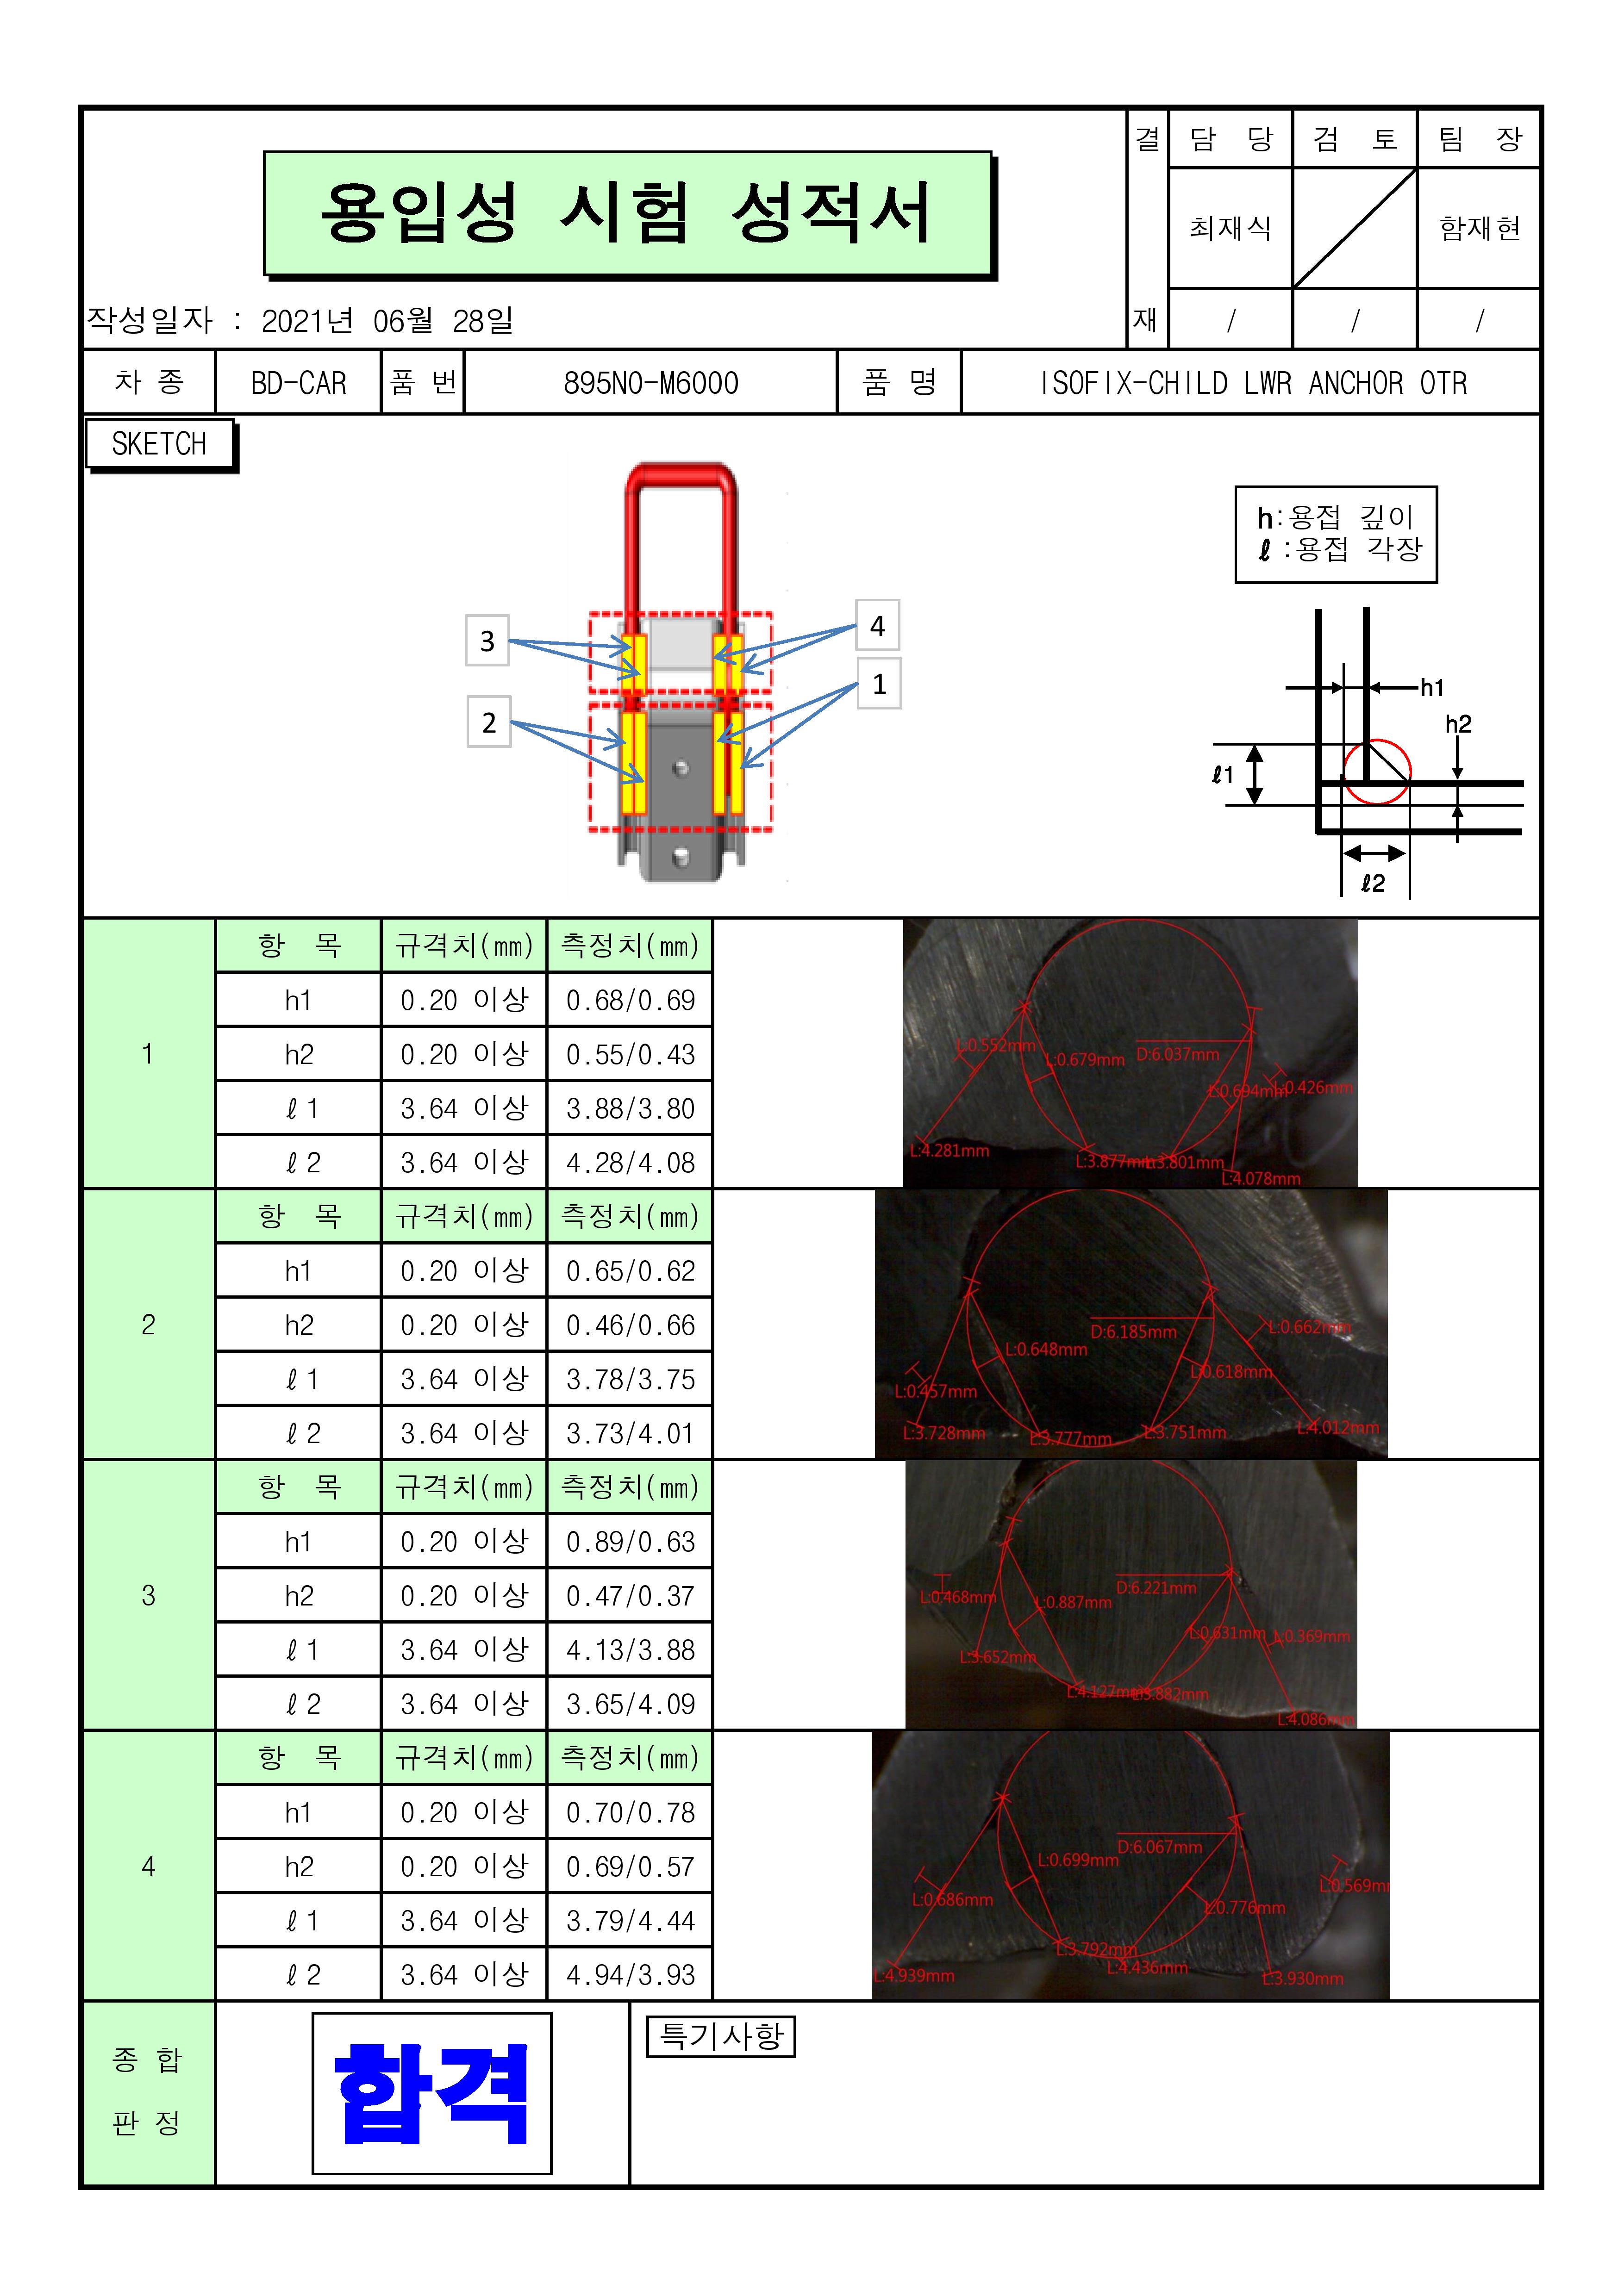 용입성 시험 성적서
결 재
담 당 검 토 팀 장
최재식 함재현
/ / /
작성일자 : 2021년 06월 28일
차 종 BD-CAR 품 번 895N0-M6000 품 명 ISOFIX-CHILD LWR ANCHOR OTR
SKETCH
h:용접 깊이
ℓ :용접 각장
3
4
2
1
h1
h2
ℓ1
ℓ2
1
항 목 규격치(㎜) 측정치(㎜)
h1 0.20 이상 0.68/0.69
h2 0.20 이상 0.55/0.43
ℓ1 3.64 이상 3.88/3.80
ℓ2 3.64 이상 4.28/4.08
L:0.552mm
L:0.679mm
D:6.037mm
L:0.694mm
L:0.426mm
L:4.281mm
L:3.877mm
L:3.801mm
L:4.078mm
2
항 목 규격치(㎜) 측정치(㎜)
h1 0.20 이상 0.65/0.62
h2 0.20 이상 0.46/0.66
ℓ1 3.64 이상 3.78/3.75
ℓ2 3.64 이상 3.73/4.01
L:0.662mm
D:6.185mm
L:0.648mm
L:0.618mm
L:0.457mm
L:3.728mm
L:3.777mm
L:3.751mm
L:4.012mm
3
항 목 규격치(㎜) 측정치(㎜)
h1 0.20 이상 0.89/0.63
h2 0.20 이상 0.47/0.37
ℓ1 3.64 이상 4.13/3.88
ℓ2 3.64 이상 3.65/4.09
D:6.221mm
L:0.468mm
L:0.887mm
L:0.631mm
L:0.369mm
L:3.652mm
L:4.127mm
L:3.882mm
L:4.086mm
4
항 목 규격치(㎜) 측정치(㎜)
h1 0.20 이상 0.70/0.78
h2 0.20 이상 0.69/0.57
ℓ1 3.64 이상 3.79/4.44
ℓ2 3.64 이상 4.94/3.93
D:6.067mm
L:0.699mm
L:0.569m
L:0.686mm
L:0.776mm
L:3.792mm
L:4.436mm
L:4.939mm
L:3.930mm
종 합
판 정
합격
특기사항